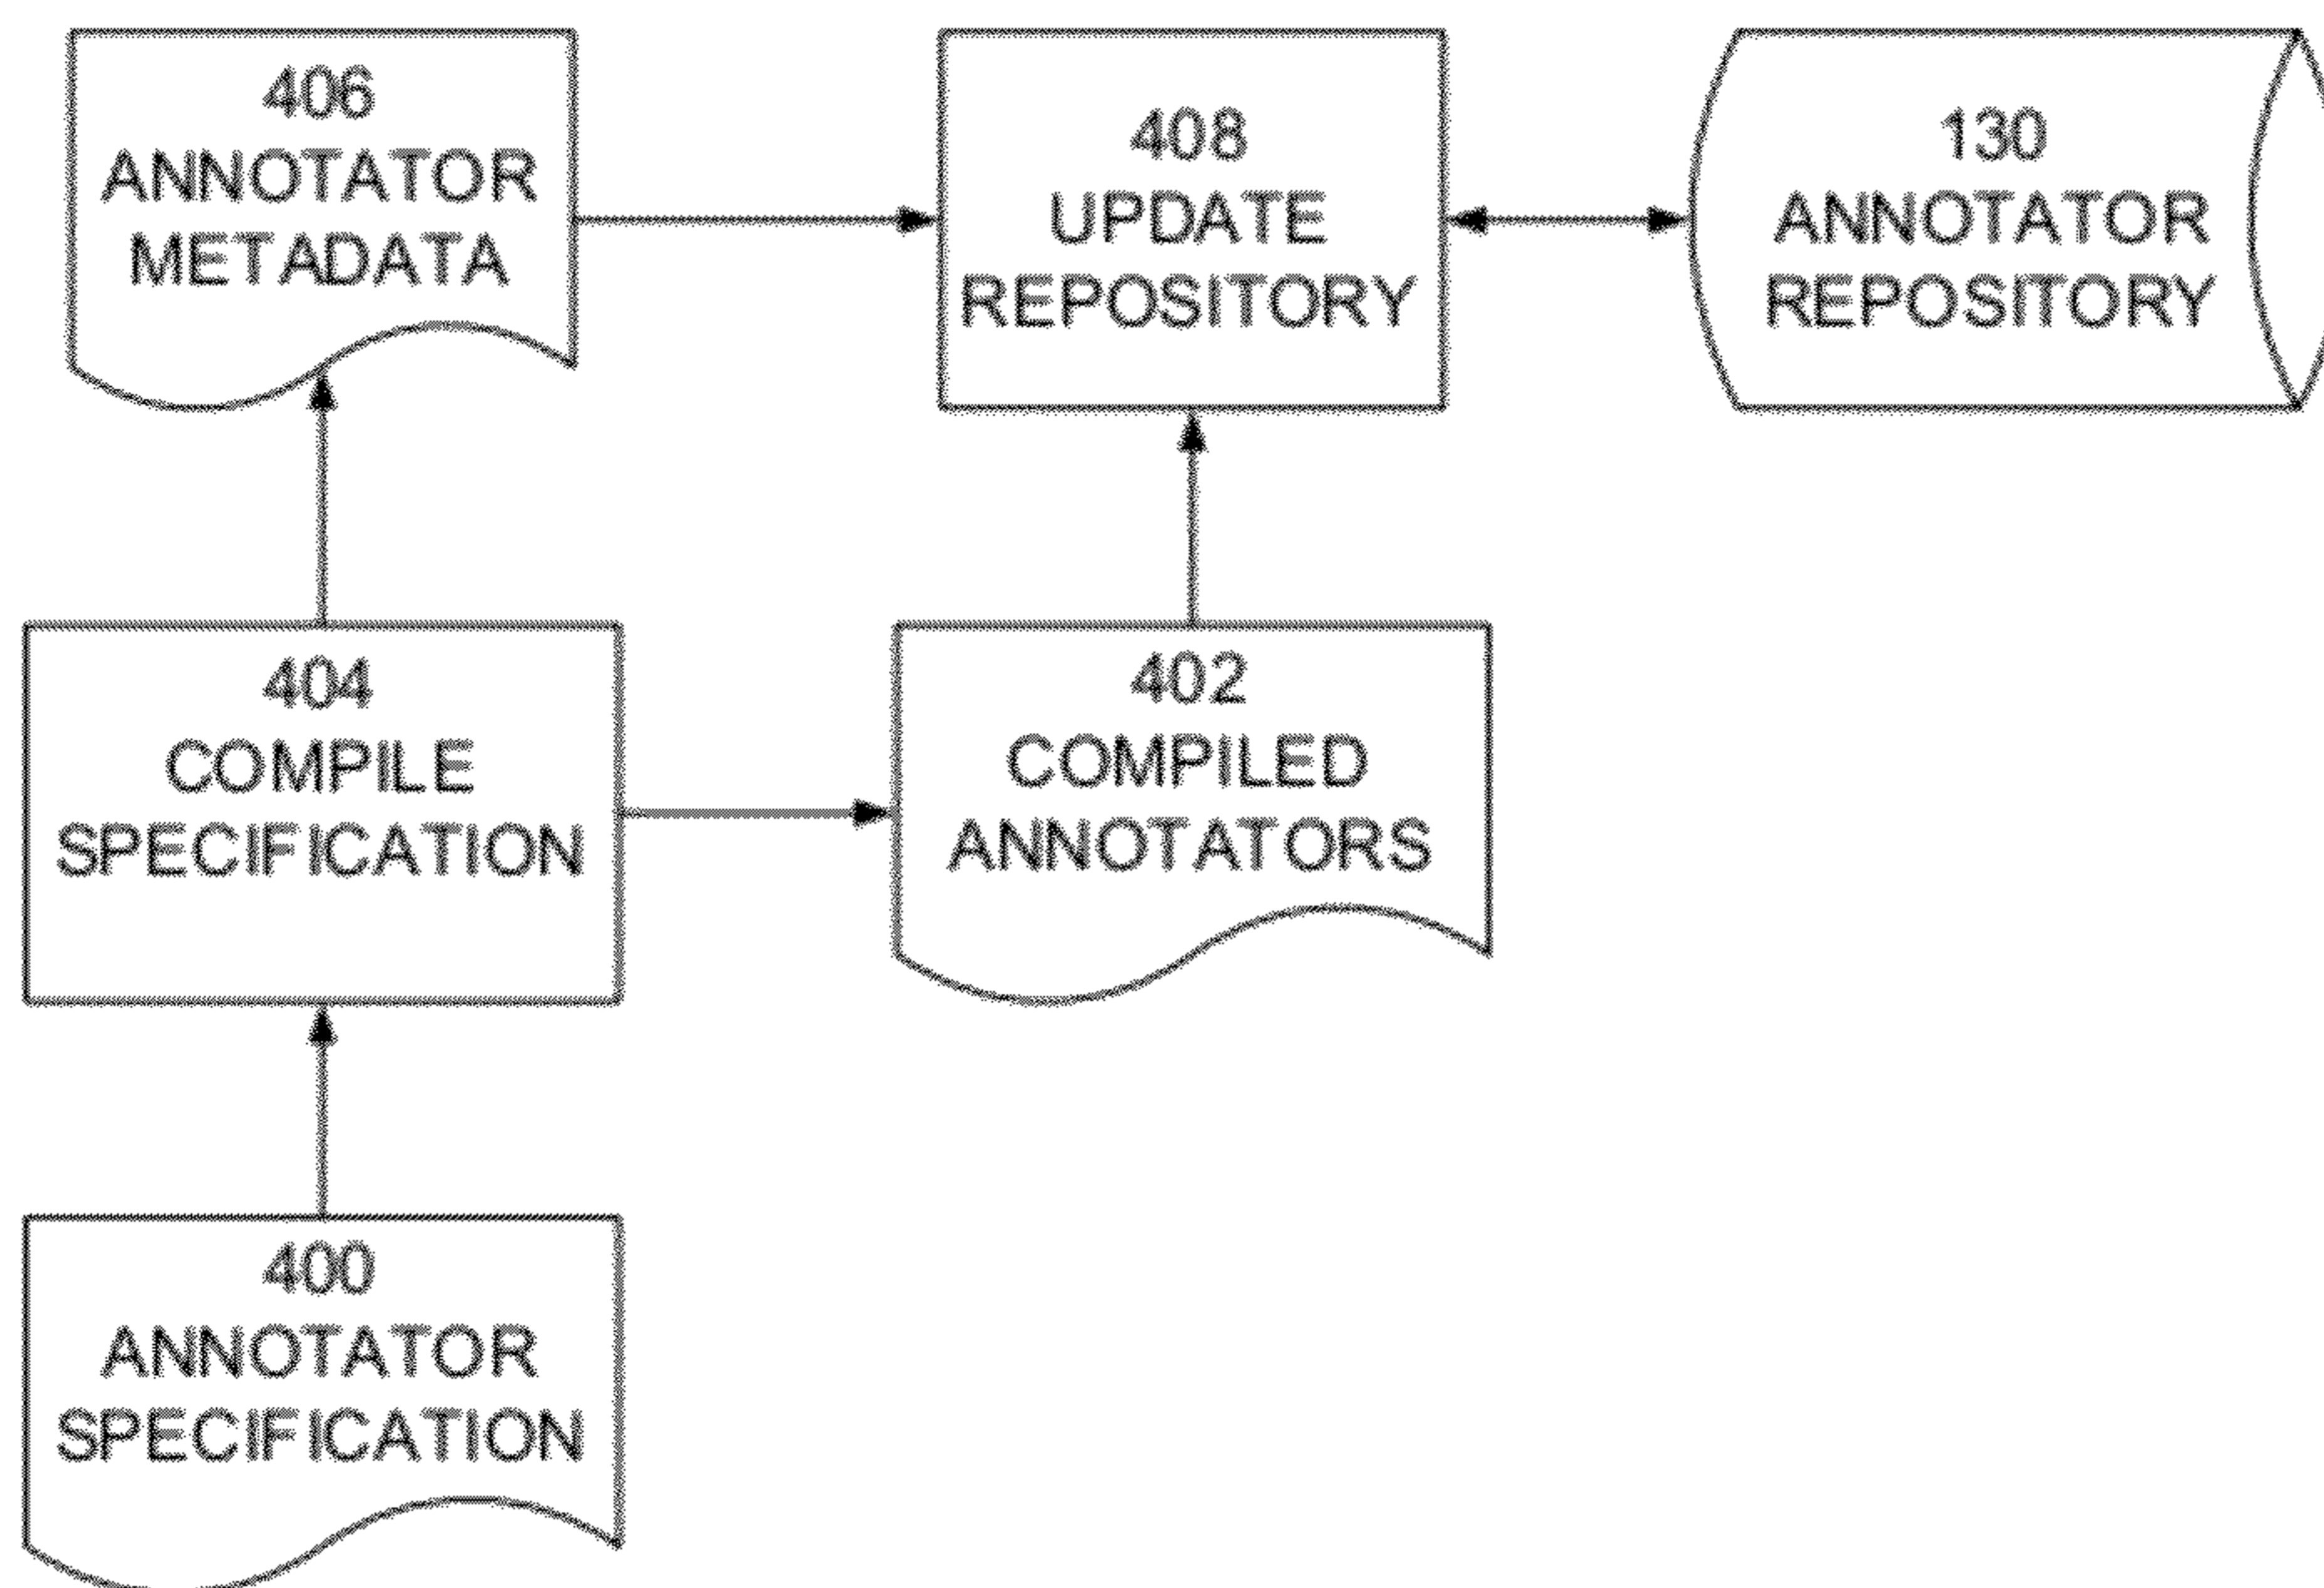 406
ANNOTATOR
METADATA
408
UPDATE
REPOSITORY
130
ANNOTATOR
REPOSITORY
404
COMPILE
SPECIFICATION
402
COMPILED
ANNOTATORS
400
ANNOTATOR
SPECIFICATION